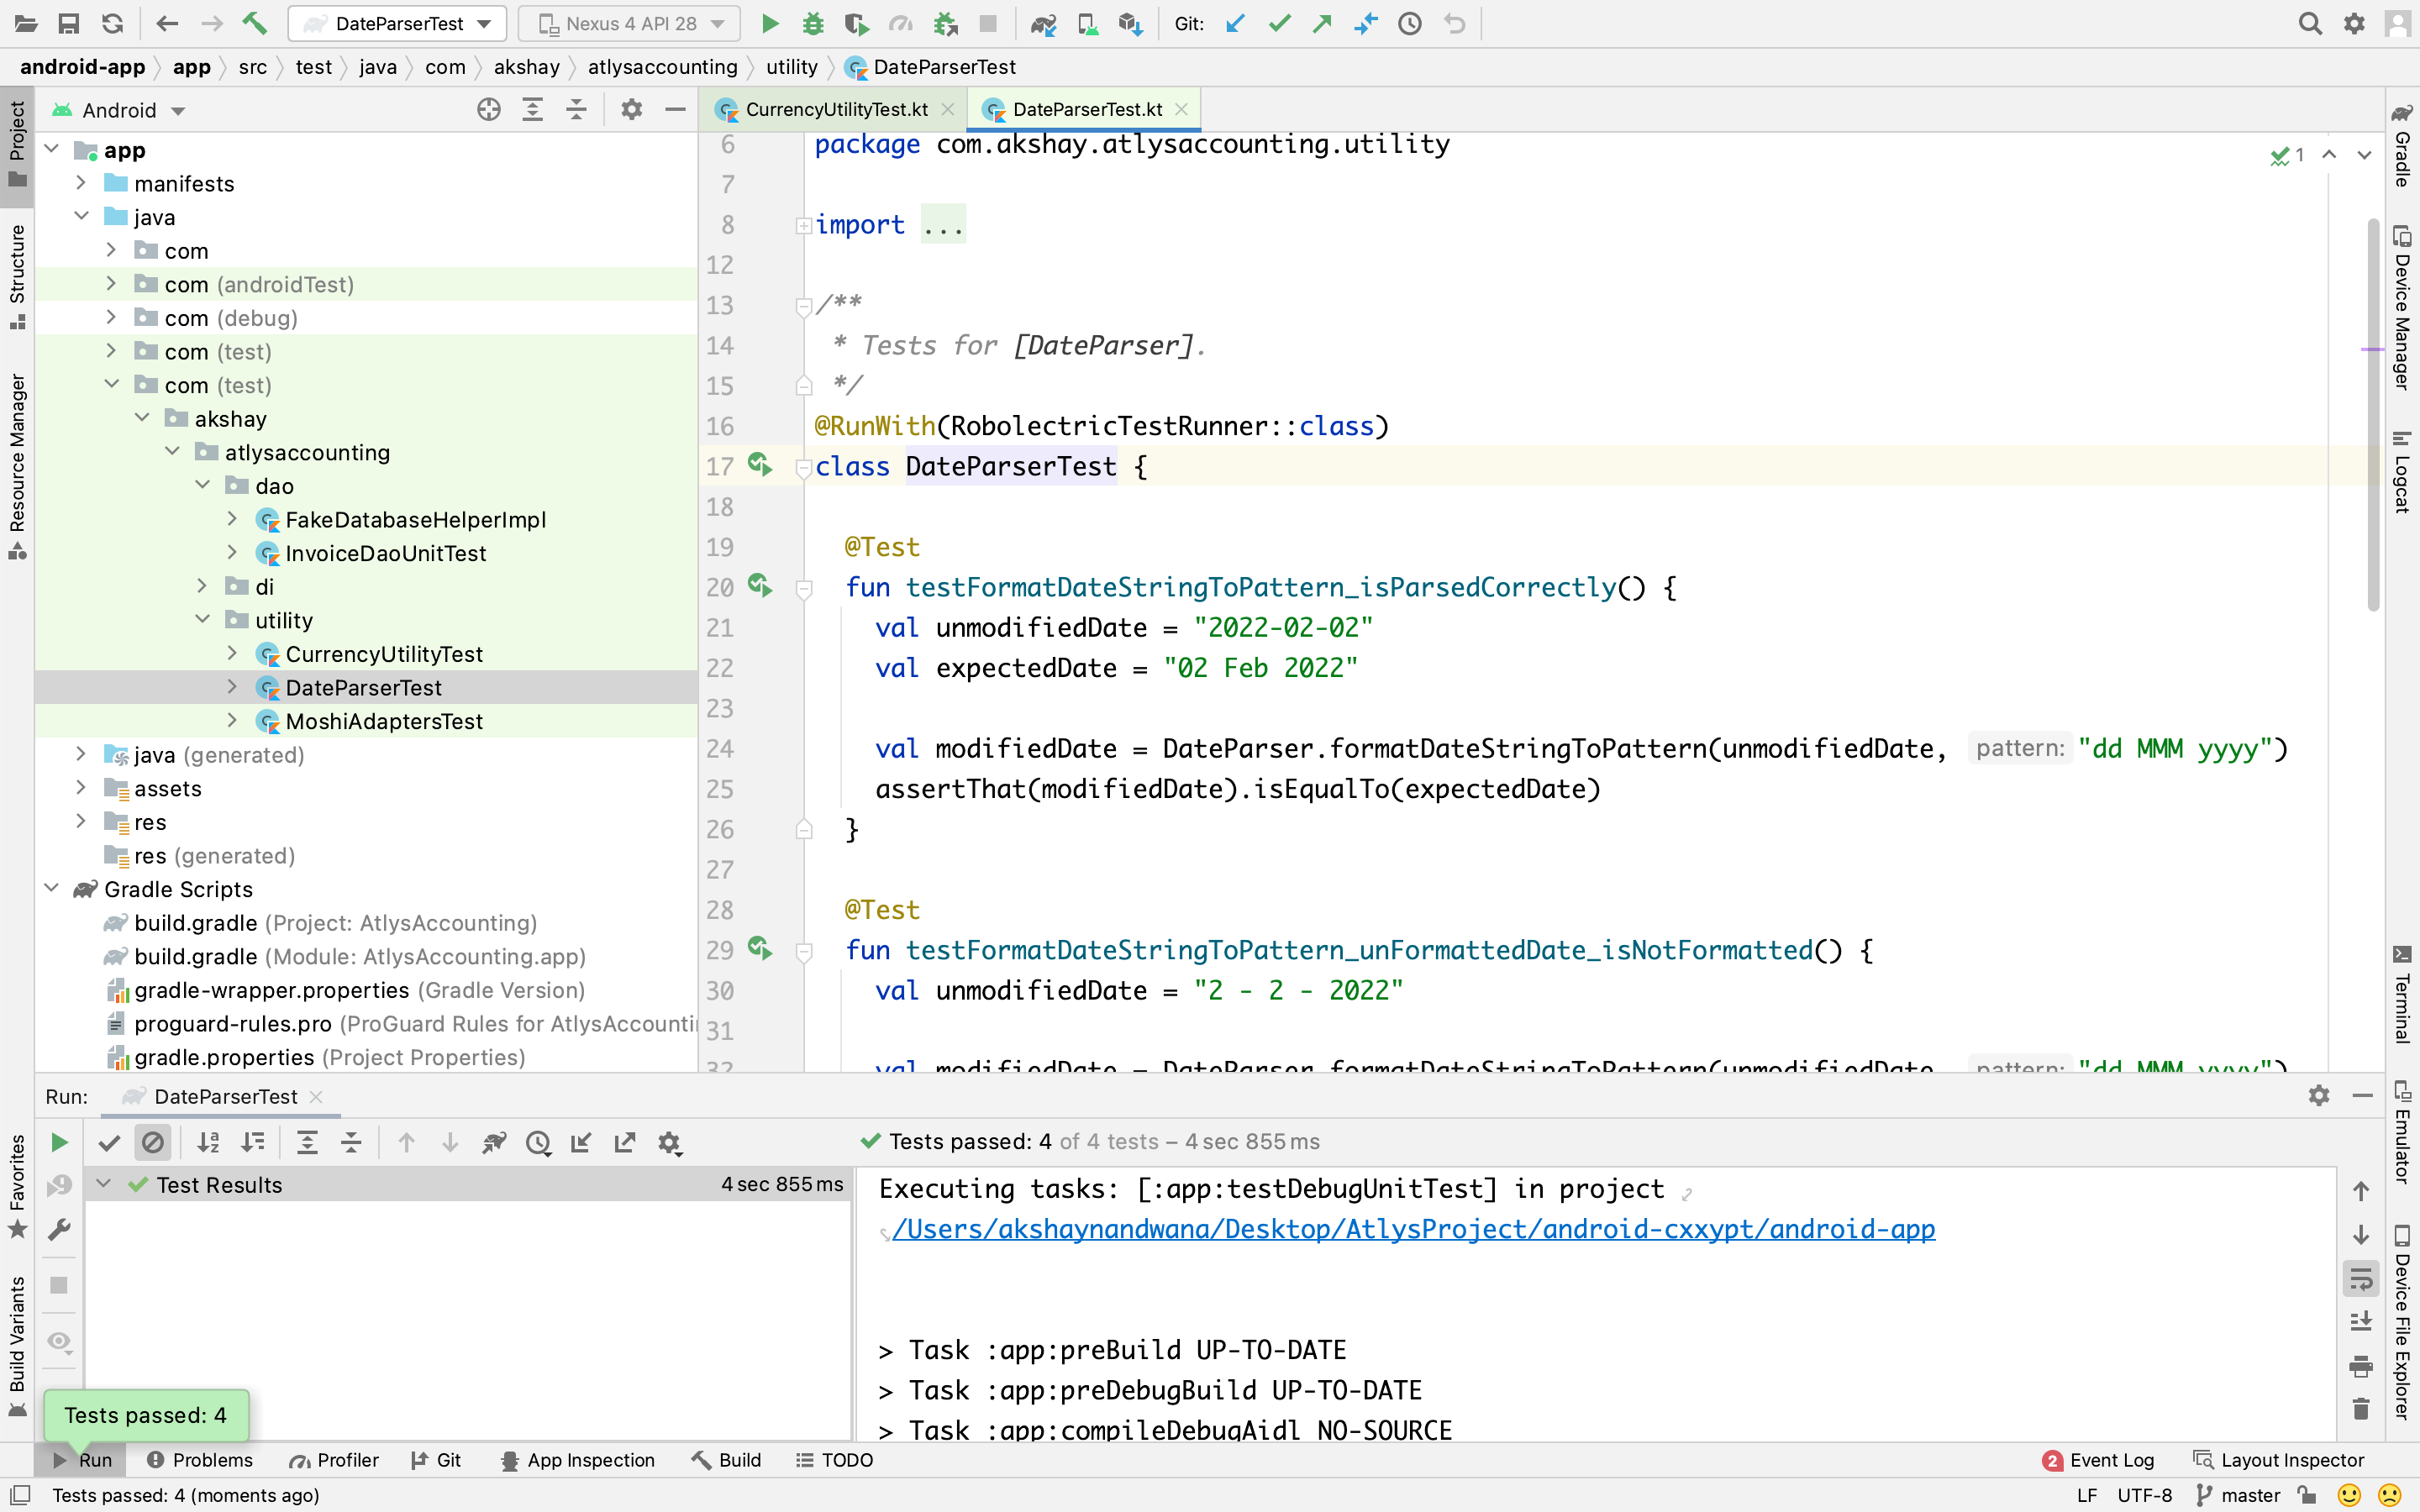 DateParserTest
Nexus 4 API 28
Git:
android-app
app
src
test
java
com
akshay
atlysaccounting
utility
DateParserTest
Project
Structure
Resource Manager
Favorites
Build Variants
Android
app
manifests
java
com
com (androidTest)
com (debug)
com (test)
com (test)
akshay
atlysaccounting
dao
FakeDatabaseHelperImpl
InvoiceDaoUnitTest
di
utility
CurrencyUtilityTest
DateParserTest
MoshiAdaptersTest
java (generated)
assets
res
res (generated)
Gradle Scripts
build.gradle (Project: AtlysAccounting)
build.gradle (Module: AtlysAccounting.app)
gradle-wrapper.properties (Gradle Version)
proguard-rules.pro (ProGuard Rules for
gradle.properties (Project Properties)
CurrencyUtilityTest.kt
DateParserTest.kt
1
6 package com.akshay.atlysaccounting.utility
7
8 import ...
12
13 /**
14 * Tests for [DateParser].
15 */
16 @RunWith(RobolectricTestRunner::class)
17 class DateParserTest {
18
19 @Test
20 fun testFormatDateStringToPattern_isParsedCorrectly() {
21 val unmodifiedDate = "2022-02-02"
22 val expectedDate = "02 Feb 2022"
23
24 val modifiedDate = DateParser.formatDateStringToPattern(unmodifiedDate, pattern: "dd MMM yyyy")
25 assertThat(modifiedDate).isEqualTo(expectedDate)
26 }
27
28 @Test
29 fun testFormatDateStringToPattern_unFormattedDate_isNotFormatted() {
30 val unmodifiedDate = "2 - 2 - 2022"
31
32 val modifiedDate = DateParser.formatDateStringToPattern(unmodifiedDate, pattern: "dd MMM yyyy")
Gradle
Device Manager
Logcat
Terminal
Emulator
Device File Explorer
Run:
DateParserTest
Tests passed: 4 of 4 tests – 4 sec 855 ms
Test Results
4 sec 855 ms
Executing tasks: [:app:testDebugUnitTest] in project
/Users/akshaynandwana/Desktop/AtlysProject/android-cxxypt/android-app
> Task :app:preBuild UP-TO-DATE
> Task :app:preDebugBuild UP-TO-DATE
> Task :app:compileDebugAidl NO-SOURCE
Tests passed: 4
Run
Problems
Profiler
Git
App Inspection
Build
TODO
2
Event Log
Layout Inspector
Tests passed: 4 (moments ago)
LF
UTF-8
master